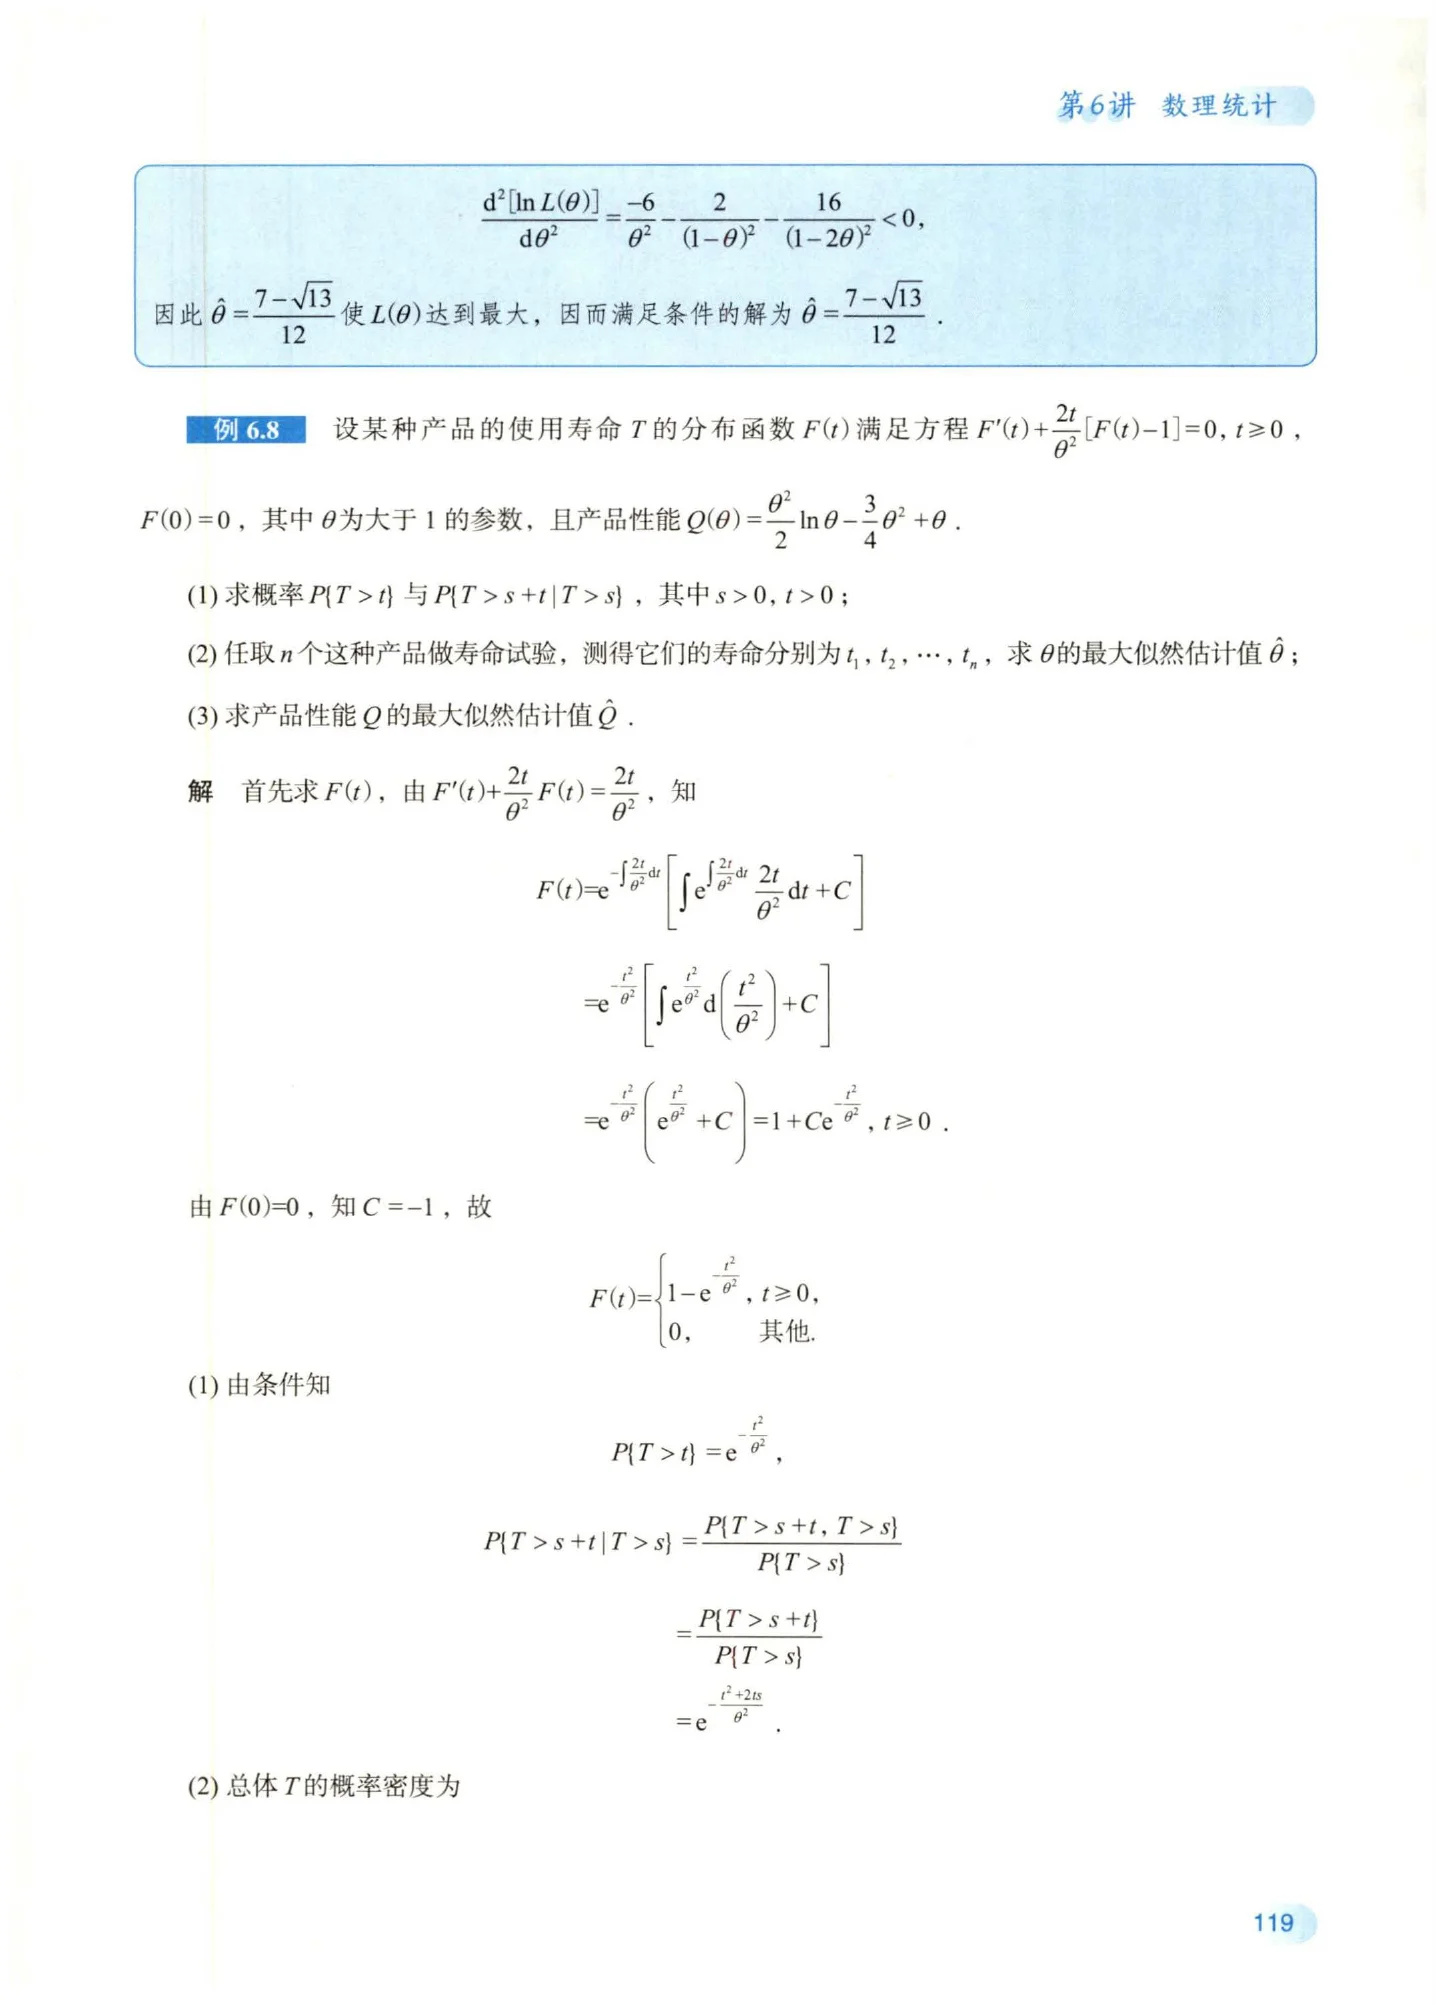 第6讲 数理统计
$\frac{d^2[\ln L(\theta)]}{d\theta^2}=\frac{-6}{\theta^2}-\frac{2}{(1-\theta)^2}-\frac{16}{(1-2\theta)^2}<0,$
因此 $\hat{\theta}=\frac{7-\sqrt{13}}{12}$ 使 $L(\theta)$ 达到最大，因而满足条件的解为 $\hat{\theta}=\frac{7-\sqrt{13}}{12}$ .
例 6.8 设某种产品的使用寿命 T 的分布函数 F(t) 满足方程 $F'(t)+\frac{2t}{\theta^2}[F(t)-1]=0, t\geqslant 0$ ，
F(0)=0 ，其中 θ 为大于 1 的参数，且产品性能 $Q(\theta)=\frac{\theta^2}{2}\ln\theta-\frac{3}{4}\theta^2+\theta$ .
(1) 求概率 P{T>t} 与 P{T>s+t|T>s} ，其中 s>0, t>0 ；
(2) 任取 n 个这种产品做寿命试验，测得它们的寿命分别为 $t_1, t_2, \cdots, t_n$，求 θ 的最大似然估计值 $\hat{\theta}$；
(3) 求产品性能 Q 的最大似然估计值 $\hat{Q}$ .
解 首先求 F(t)，由 $F'(t)+\frac{2t}{\theta^2}F(t)=\frac{2t}{\theta^2}$，知
$F(t)=e^{-\int\frac{2t}{\theta^2}dt}\left[\int e^{\int\frac{2t}{\theta^2}dt}\frac{2t}{\theta^2}dt+C\right]$
$=e^{-\frac{t^2}{\theta^2}}\left[\int e^{\frac{t^2}{\theta^2}}d\left(\frac{t^2}{\theta^2}\right)+C\right]$
$=e^{-\frac{t^2}{\theta^2}}\left(e^{\frac{t^2}{\theta^2}}+C\right)=1+Ce^{-\frac{t^2}{\theta^2}}, t\geqslant 0$ .
由 F(0)=0 ，知 C=-1 ，故
$F(t)=\begin{cases}1-e^{-\frac{t^2}{\theta^2}}, t\geqslant 0,\\0, 其他.\end{cases}$
(1) 由条件知
$P\{T>t\}=e^{-\frac{t^2}{\theta^2}}$ ,
$P\{T>s+t|T>s\}=\frac{P\{T>s+t, T>s\}}{P\{T>s\}}$
$=\frac{P\{T>s+t\}}{P\{T>s\}}$
$=e^{-\frac{t^2+2ts}{\theta^2}}$ .
(2) 总体 T 的概率密度为
119